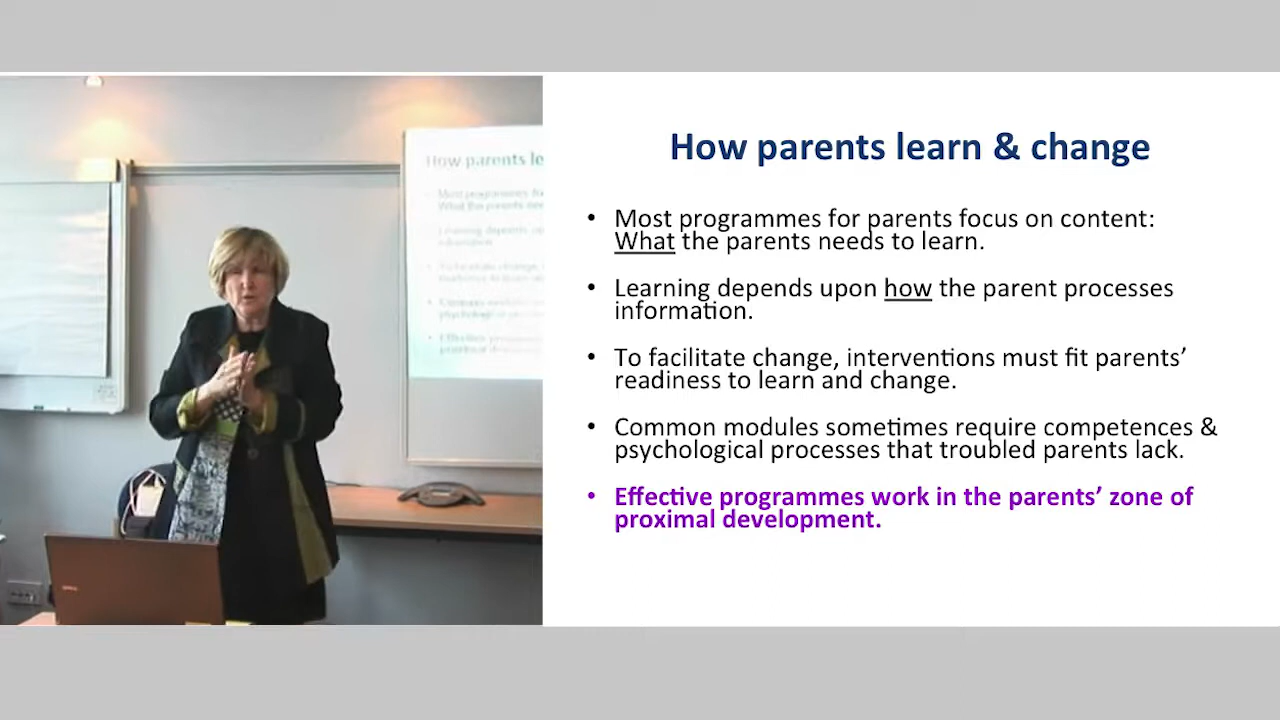 How parents learn & change
• Most programmes for parents focus on content:
What the parents needs to learn.
• Learning depends upon how the parent processes
information.
• To facilitate change, interventions must fit parents’
readiness to learn and change.
• Common modules sometimes require competences &
psychological processes that troubled parents lack.
• Effective programmes work in the parents’ zone of
proximal development.
How parents le